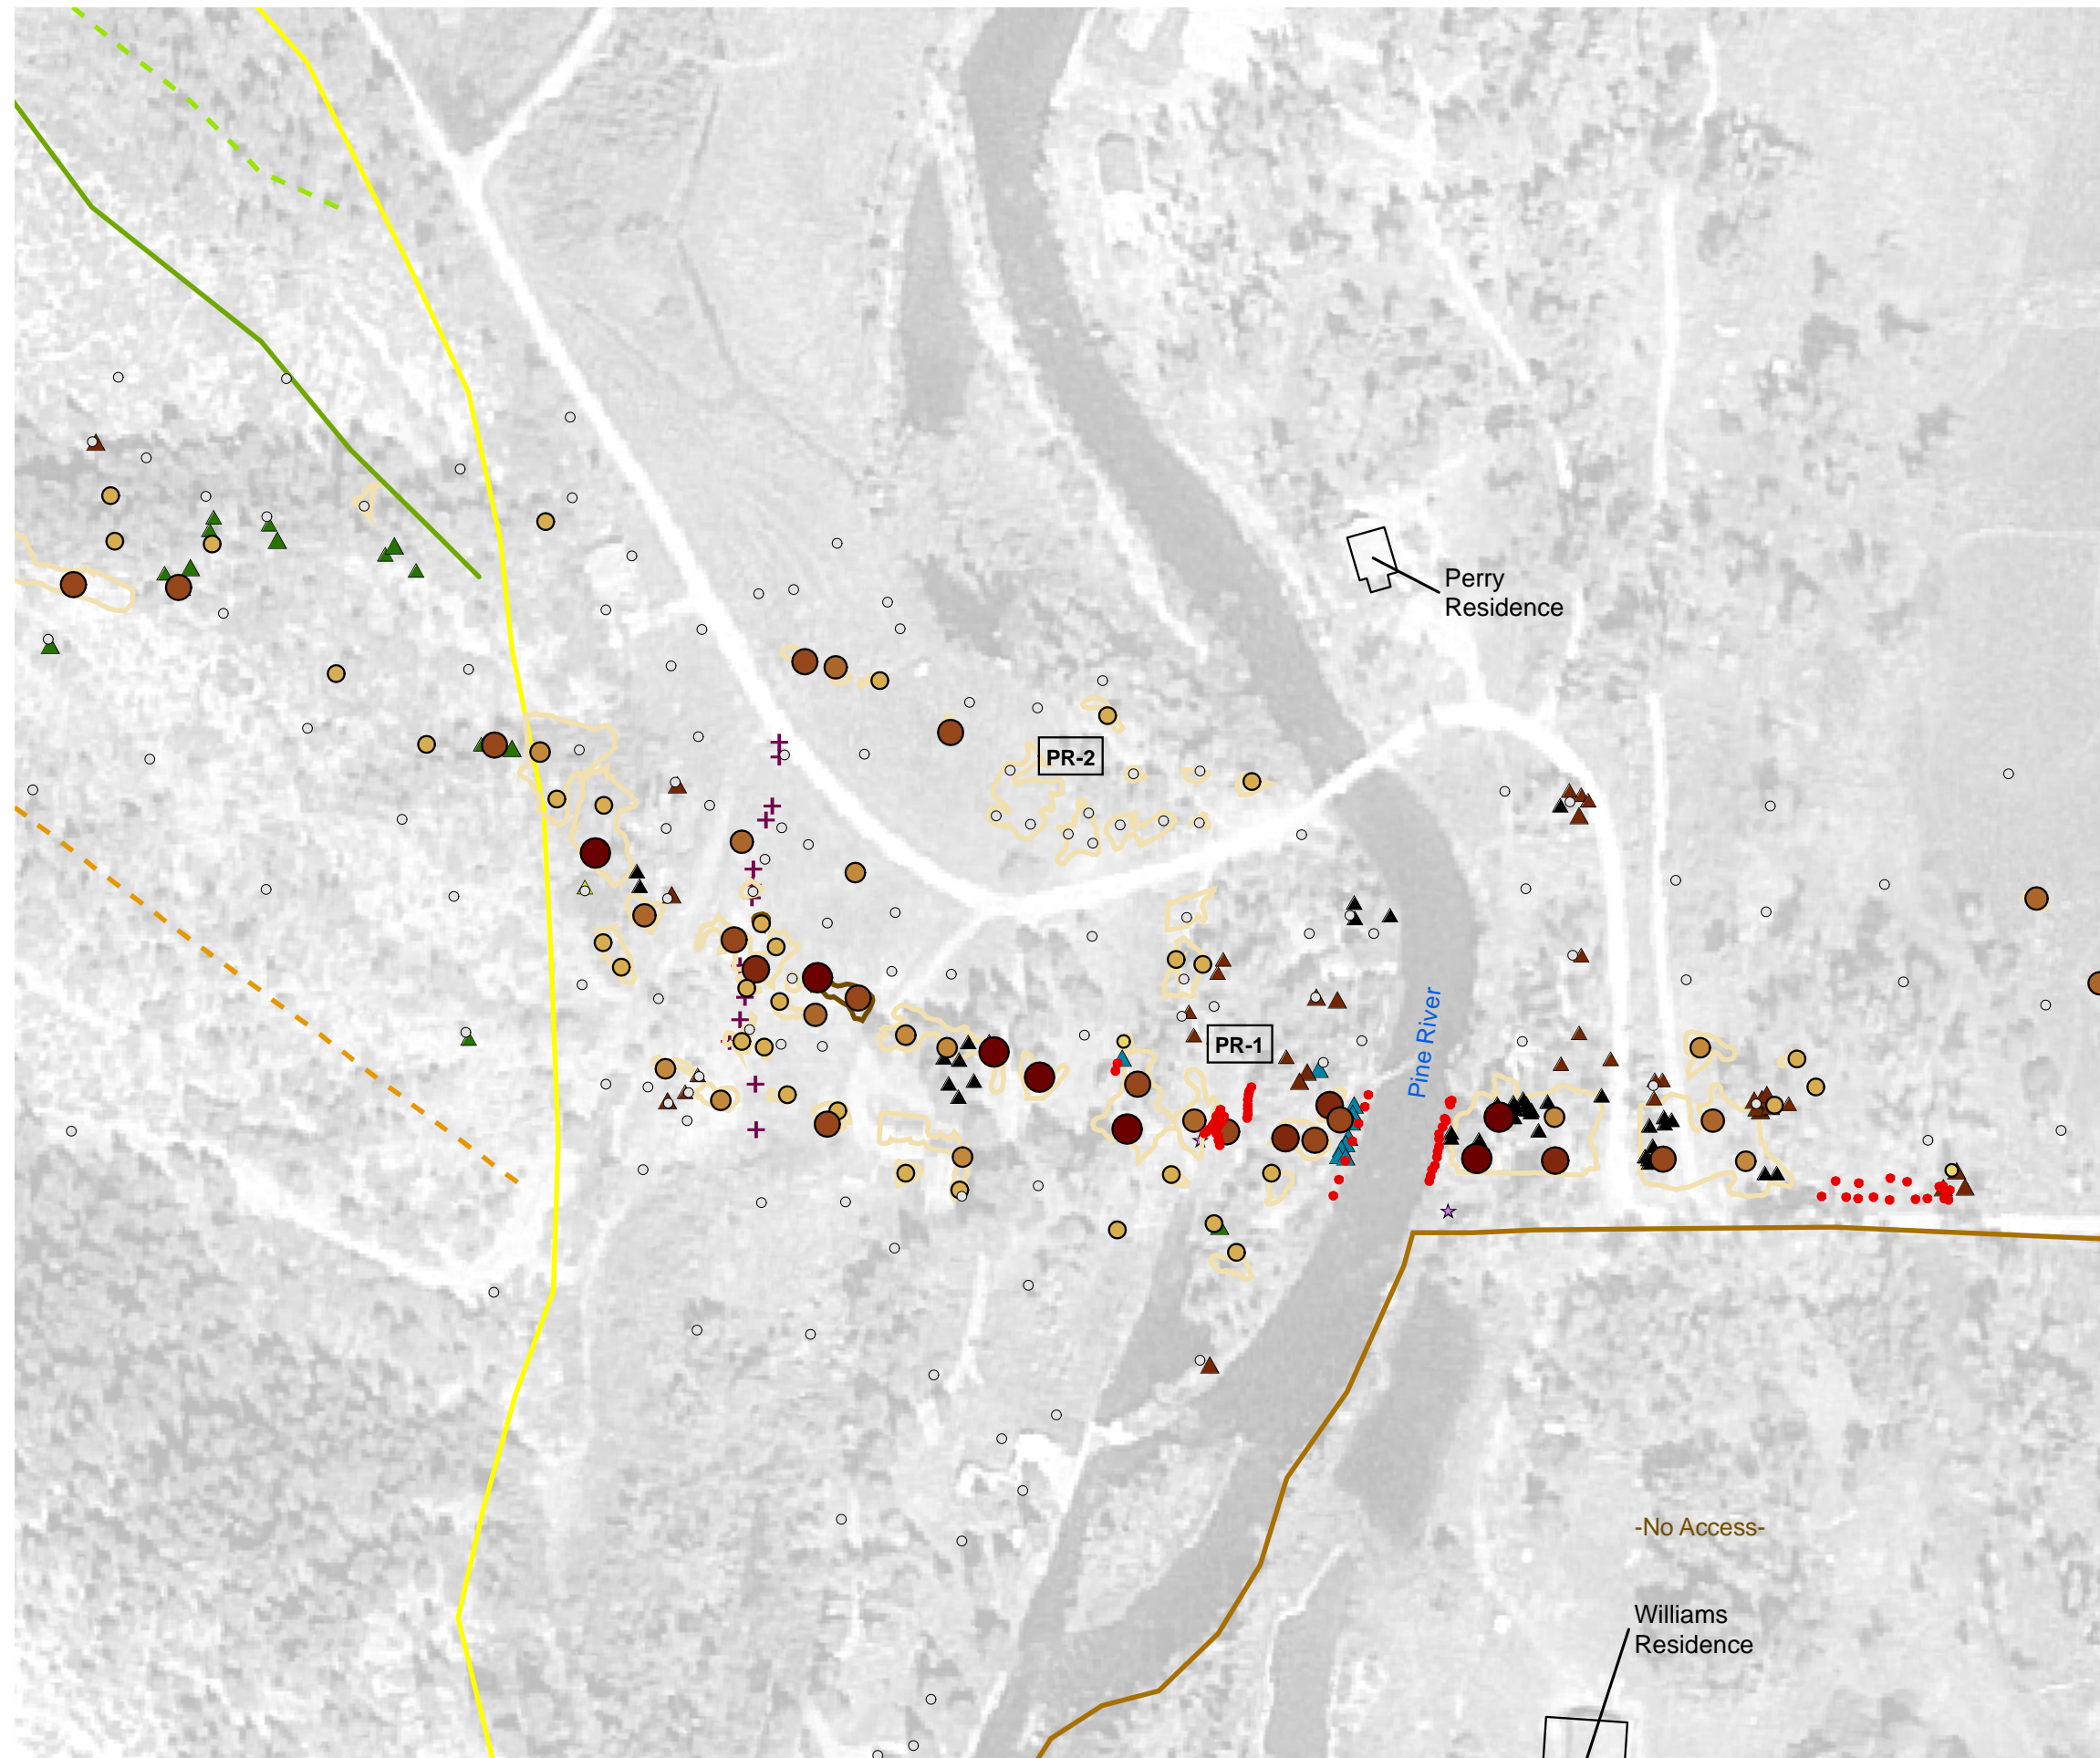 Perry
Residence
PR-2
PR-1
Pine River
-No Access-
Williams
Residence